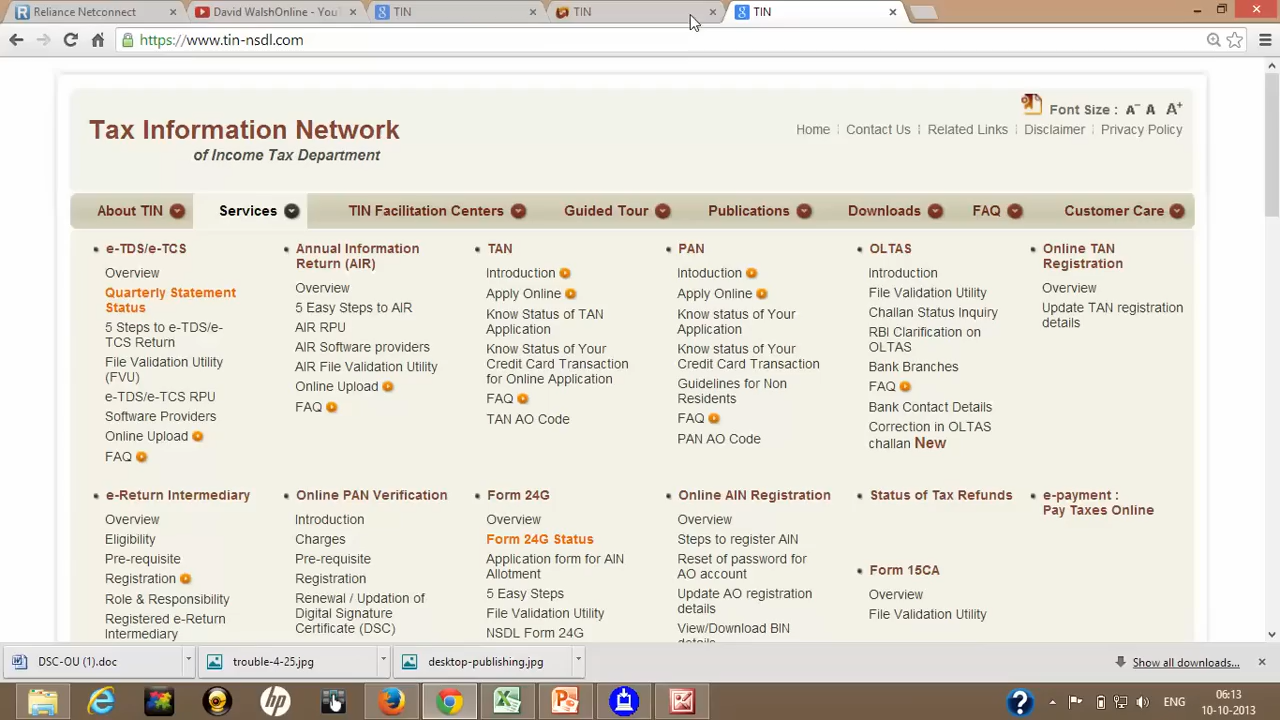 Reliance Netconnect
David WalshOnline - You
TIN
TIN
TIN
https://www.tin-nsdl.com
Font Size : A- A A+
Tax Information Network
of Income Tax Department
Home Contact Us Related Links Disclaimer Privacy Policy
About TIN Services TIN Facilitation Centers Guided Tour Publications Downloads FAQ Customer Care
e-TDS/e-TCS
Overview
Quarterly Statement
Status
5 Steps to e-TDS/e-
TCS Return
File Validation Utility
(FVU)
e-TDS/e-TCS RPU
Software Providers
Online Upload
FAQ
Annual Information
Return (AIR)
Overview
5 Easy Steps to AIR
AIR RPU
AIR Software providers
AIR File Validation Utility
Online Upload
FAQ
TAN
Introduction
Apply Online
Know Status of TAN
Application
Know Status of Your
Credit Card Transaction
for Online Application
FAQ
TAN AO Code
PAN
Intoduction
Apply Online
Know status of Your
Application
Know status of Your
Credit Card Transaction
Guidelines for Non
Residents
FAQ
PAN AO Code
OLTAS
Introduction
File Validation Utility
Challan Status Inquiry
RBI Clarification on
OLTAS
Bank Branches
FAQ
Bank Contact Details
Correction in OLTAS
challan New
Online TAN
Registration
Overview
Update TAN registration
details
e-Return Intermediary
Overview
Eligibility
Pre-requisite
Registration
Role & Responsibility
Registered e-Return
Intermediary
Online PAN Verification
Introduction
Charges
Pre-requisite
Registration
Renewal / Updation of
Digital Signature
Certificate (DSC)
Form 24G
Overview
Form 24G Status
Application form for AIN
Allotment
5 Easy Steps
File Validation Utility
NSDL Form 24G
Online AIN Registration
Overview
Steps to register AIN
Reset of password for
AO account
Update AO registration
details
View/Download BIN
details
Status of Tax Refunds
Form 15CA
Overview
File Validation Utility
e-payment :
Pay Taxes Online
DSC-OU (1).doc
trouble-4-25.jpg
desktop-publishing.jpg
Show all downloads...
ENG
06:13
10-10-2013